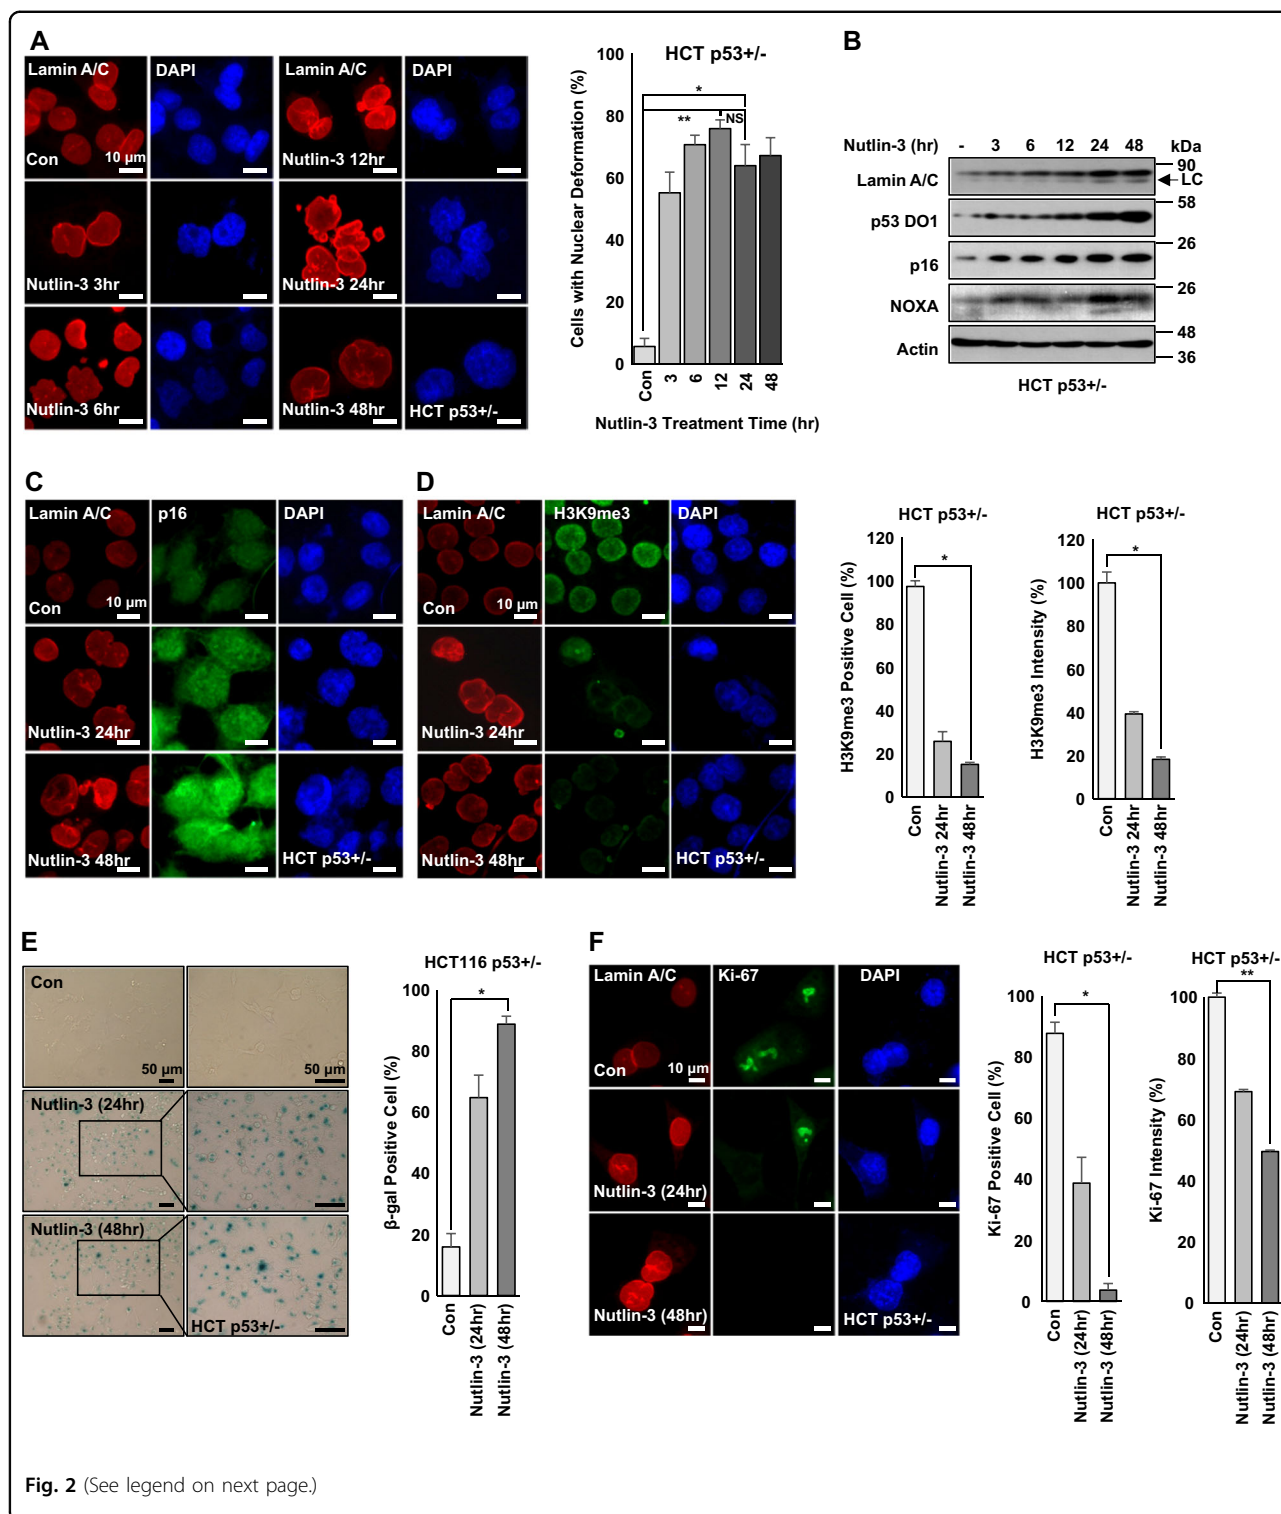 A
Lamin A/C
DAPI
Lamin A/C
DAPI
Con
10 µm
Nutlin-3 12hr
Nutlin-3 3hr
Nutlin-3 24hr
Nutlin-3 6hr
Nutlin-3 48hr
HCT p53+/-
HCT p53+/-
Cells with Nuclear Deformation (%)
100
80
60
40
20
0
*
**
NS
Con
3
6
12
24
48
Nutlin-3 Treatment Time (hr)
B
Nutlin-3 (hr) - 3 6 12 24 48 kDa
Lamin A/C
90
LC
p53 DO1
58
p16
26
NOXA
26
Actin
48
36
HCT p53+/-
C
Lamin A/C
p16
DAPI
Con
10 µm
Nutlin-3 24hr
Nutlin-3 48hr
HCT p53+/-
D
Lamin A/C
H3K9me3
DAPI
Con
10 µm
Nutlin-3 24hr
Nutlin-3 48hr
HCT p53+/-
HCT p53+/-
H3K9me3 Positive Cell (%)
120
100
80
60
40
20
0
*
Con
Nutlin-3 24hr
Nutlin-3 48hr
HCT p53+/-
H3K9me3 Intensity (%)
120
100
80
60
40
20
0
*
Con
Nutlin-3 24hr
Nutlin-3 48hr
E
Con
50 µm
50 µm
Nutlin-3 (24hr)
Nutlin-3 (48hr)
HCT p53+/-
HCT116 p53+/-
β-gal Positive Cell (%)
100
80
60
40
20
0
*
Con
Nutlin-3 (24hr)
Nutlin-3 (48hr)
F
Lamin A/C
Ki-67
DAPI
Con
10 µm
Nutlin-3 (24hr)
Nutlin-3 (48hr)
HCT p53+/-
HCT p53+/-
Ki-67 Positive Cell (%)
100
80
60
40
20
0
*
Con
Nutlin-3 (24hr)
Nutlin-3 (48hr)
HCT p53+/-
Ki-67 Intensity (%)
100
80
60
40
20
0
**
Con
Nutlin-3 (24hr)
Nutlin-3 (48hr)
Fig. 2 (See legend on next page.)